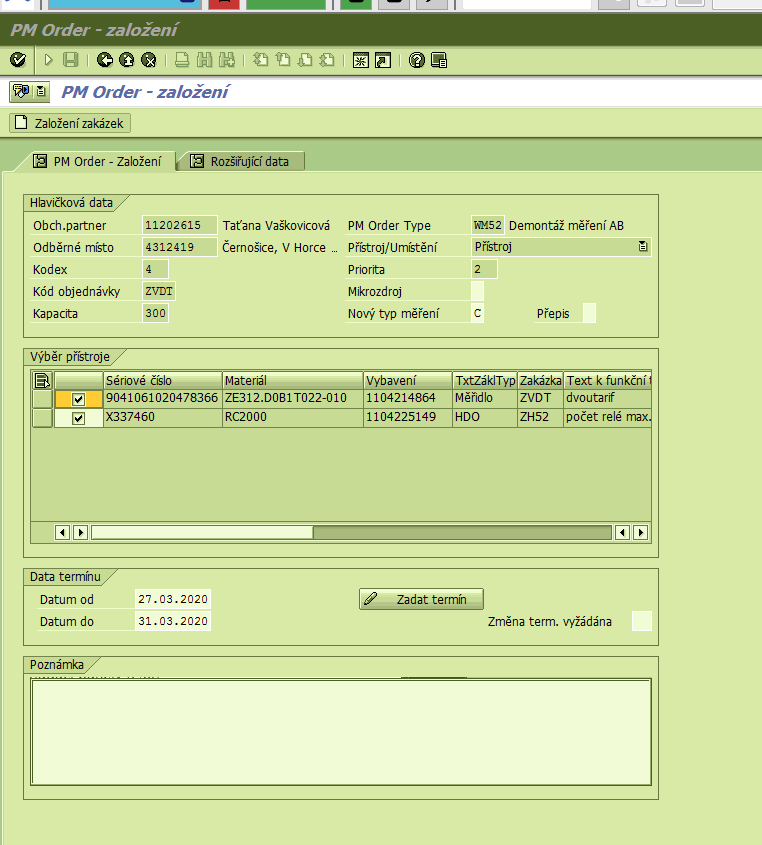 PM Order - založení
PM Order - založení
Založení zakázek
PM Order - Založení Rozšiřující data
Hlavičková data
Obch.partner 11202615 Taťana Vaškovicová PM Order Type WM52 Demontáž měření AB
Odběrné místo 4312419 Černošice, V Horce ... Přístroj/Umístění Přístroj
Kodex 4 Priorita 2
Kód objednávky ZVDT Mikrozdroj
Kapacita 300 Nový typ měření C Přepis
Výběr přístroje
Sériové číslo Materiál Vybavení TxtZáklTyp Zakázka Text k funkční
9041061020478366 ZE312.D0B1T022-010 1104214864 Měřidlo ZVDT dvoutarif
X337460 RC2000 1104225149 HDO ZH52 počet relé max.
Data termínu
Datum od 27.03.2020 Zadat termín
Datum do 31.03.2020 Změna term. vyžádána
Poznámka